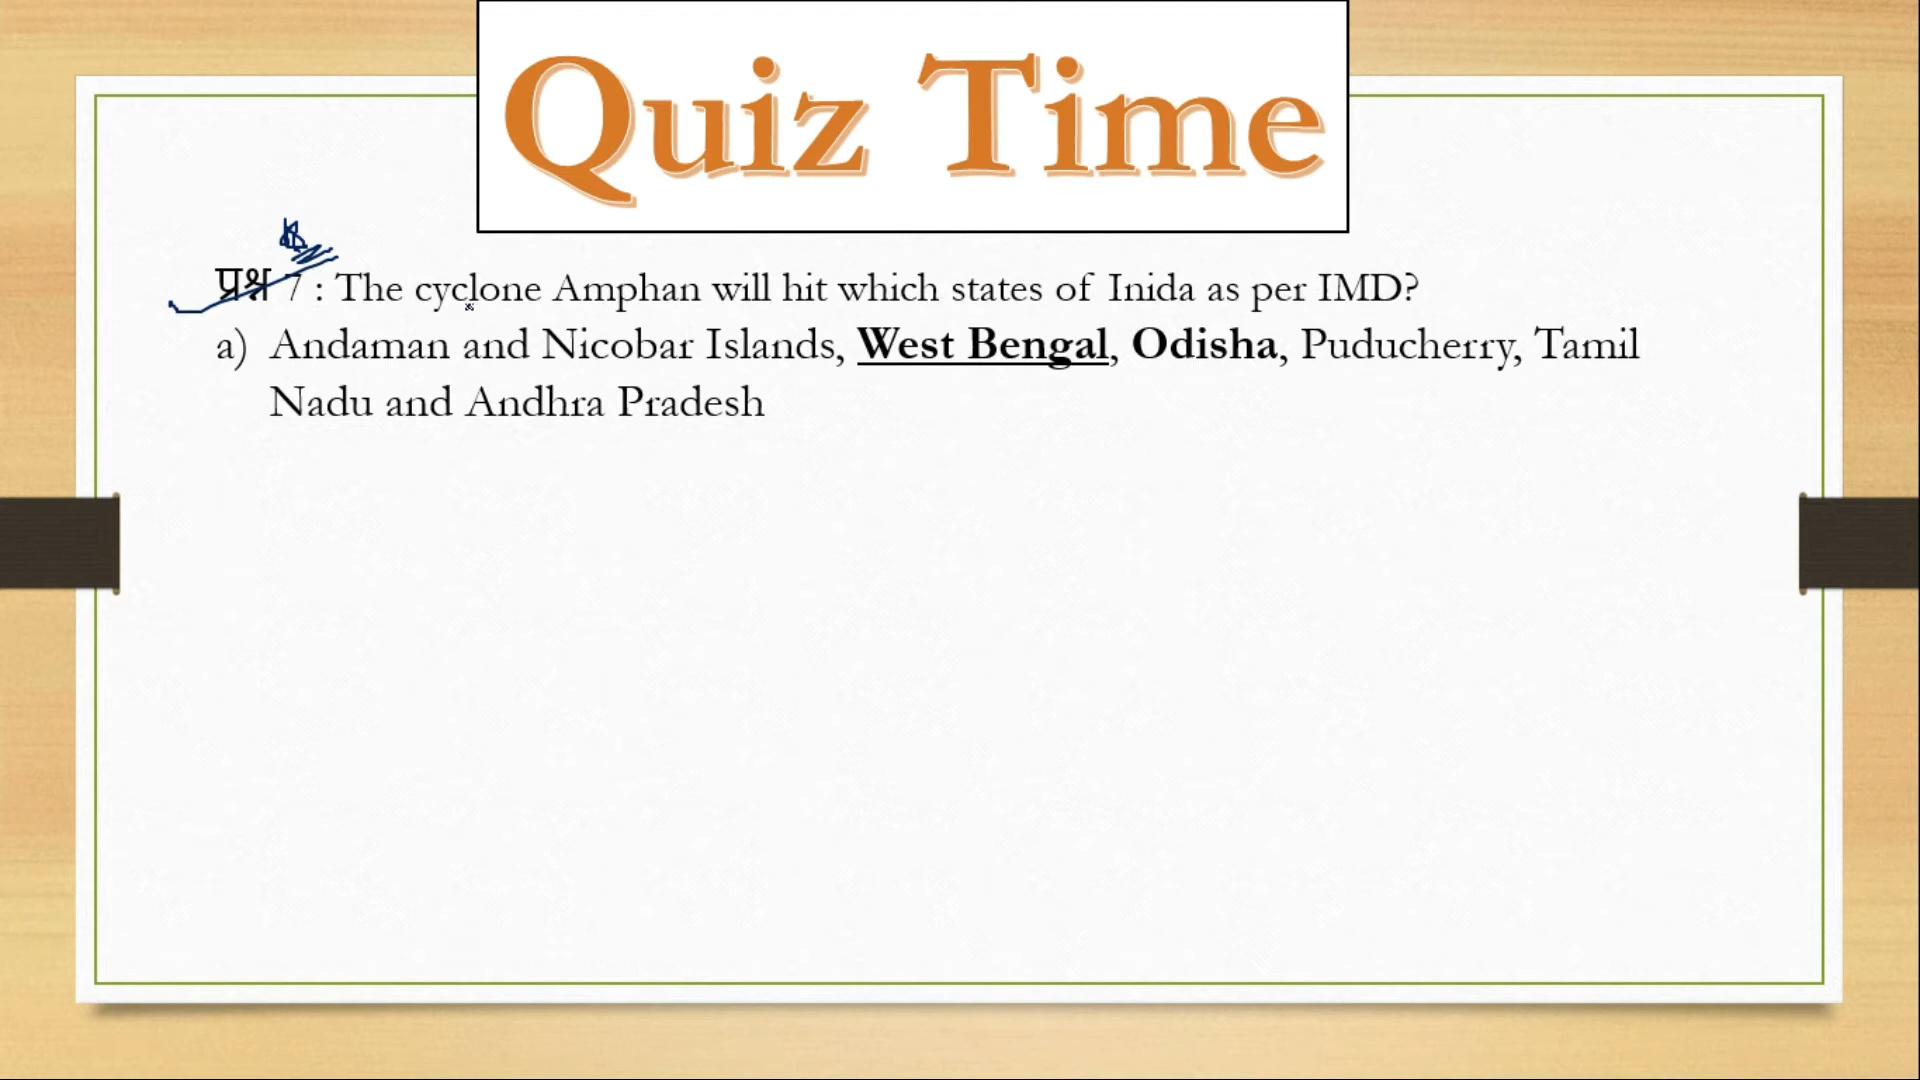 Quiz Time
प्रश्न 7 : The cyclone Amphan will hit which states of Inida as per IMD?
a) Andaman and Nicobar Islands, West Bengal, Odisha, Puducherry, Tamil
Nadu and Andhra Pradesh